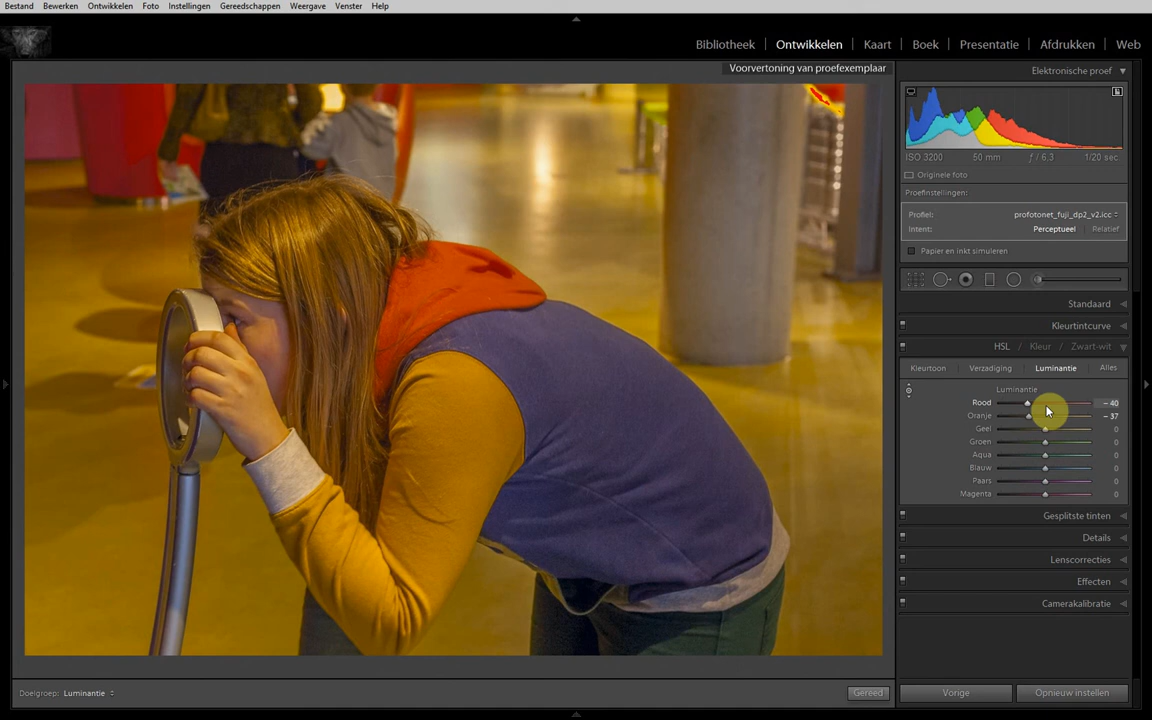 Bestand Bewerken Ontwikkelen Foto Instellingen Gereedschappen Weergave Venster Help
Bibliotheek Ontwikkelen Kaart Boek Presentatie Afdrukken Web
Voorvertoning van proefexemplaar
Elektronische proef
ISO 3200 50 mm ƒ / 6,3 1/20 sec.
Originele foto
Proefinstellingen:
Profiel: profotonet_fuji_dp2_v2.icc
Intent: Perceptueel Relatief
Papier en inkt simuleren
Standaard
Kleurtintcurve
HSL / Kleur / Zwart-wit
Kleurtoon Verzadiging Luminantie Alles
Luminantie
Rood – 40
Oranje – 37
Geel 0
Groen 0
Aqua 0
Blauw 0
Paars 0
Magenta 0
Gesplitste tinten
Details
Lenscorrecties
Effecten
Camerakalibratie
Doelgroep: Luminantie Gereed
Vorige Opnieuw instellen